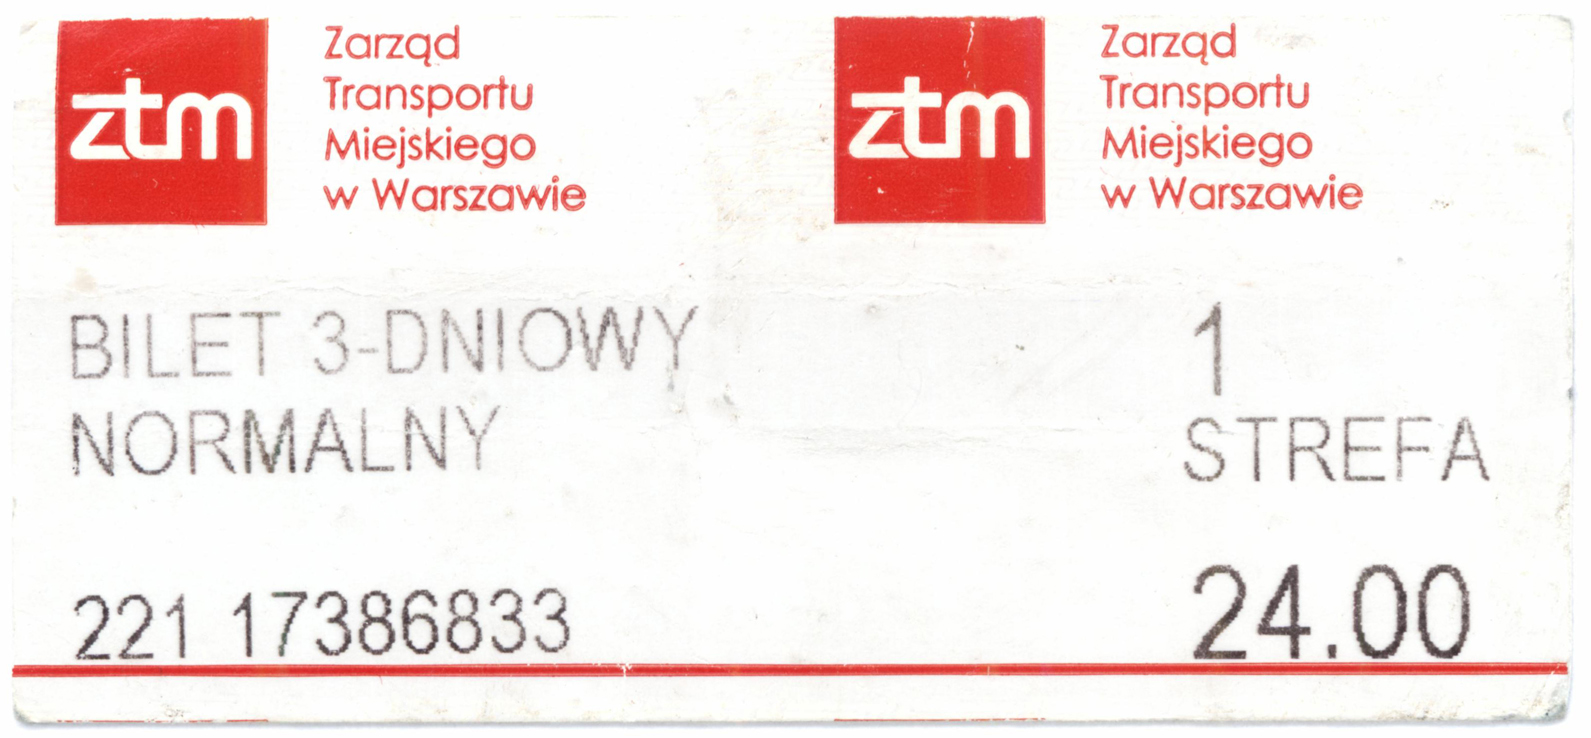 ztm
Zarząd
Transportu
Miejskiego
w Warszawie
ztm
Zarząd
Transportu
Miejskiego
w Warszawie
BILET 3-DNIOWY
NORMALNY
1
STREFA
221 17386833
24.00